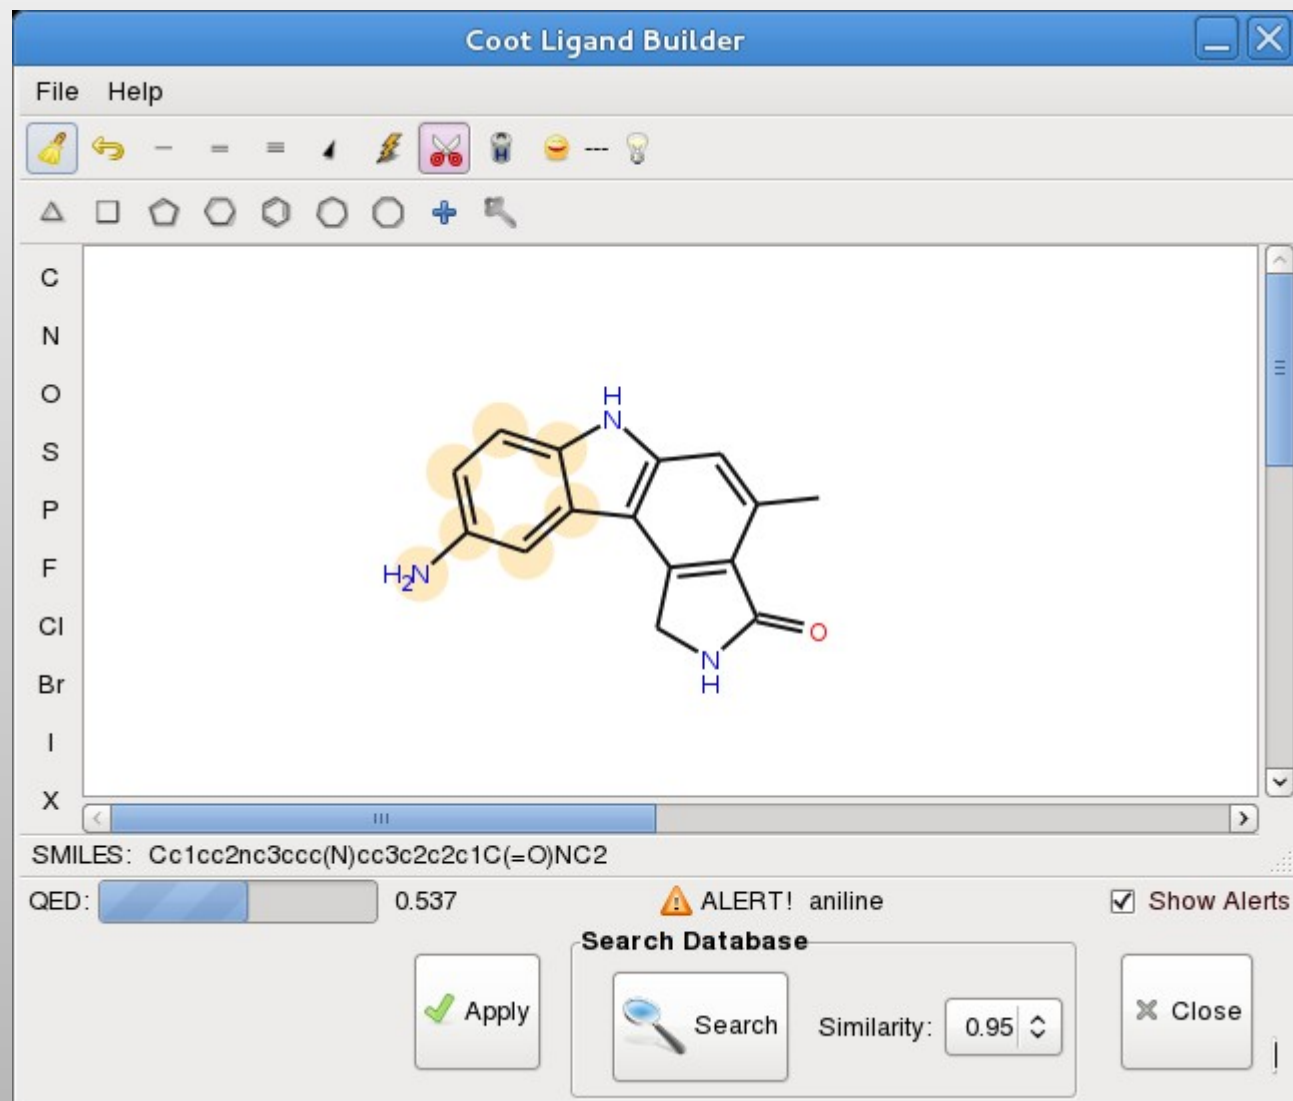 Coot Ligand Builder
File Help
H
---
C
N
O
S
P
F
Cl
Br
I
X
H
N
H2N
O
N
H
SMILES: Cc1cc2nc3ccc(N)cc3c2c2c1C(=O)NC2
QED: 0.537 ALERT! aniline Show Alerts
Search Database
Apply Search Similarity: 0.95 Close